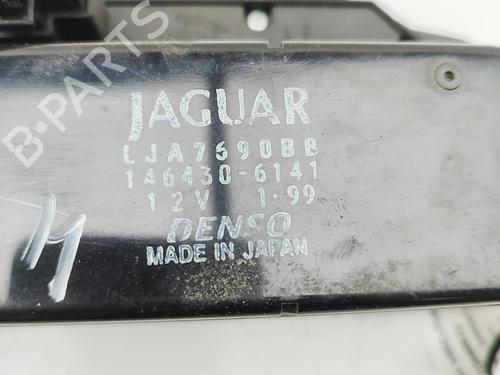 JAGUAR
LJA7690BB
146430-6141
12V 1.99
DENSO
MADE IN JAPAN
B-PARTS